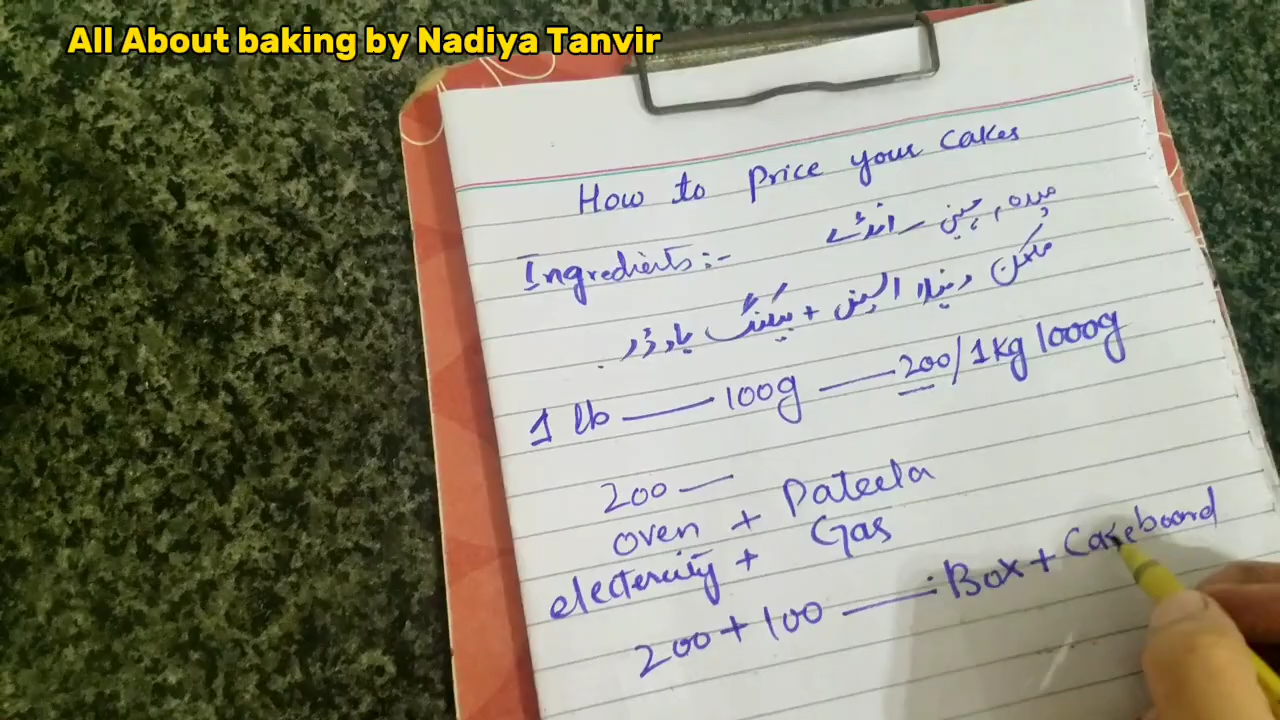 All About baking by Nadiya Tanvir
How to Price your Cakes
Ingredients:- میدہ، چینی – انڈے
مکھن ونیلا ایسنس + بیکنگ پاوڈر
1 lb — 100g — 200/1kg 1000g
200 —
oven + Pateela
electercity + Gas
200 + 100 — Box + Cakeboard